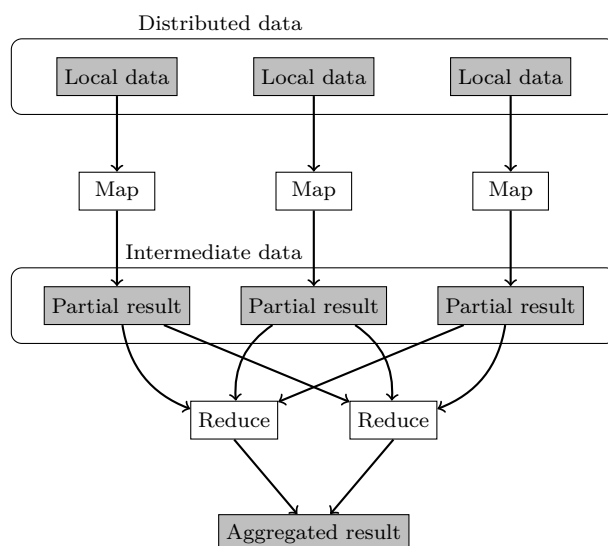 Distributed data
Local data Local data Local data
Map Map Map
Intermediate data
Partial result Partial result Partial result
Reduce Reduce
Aggregated result